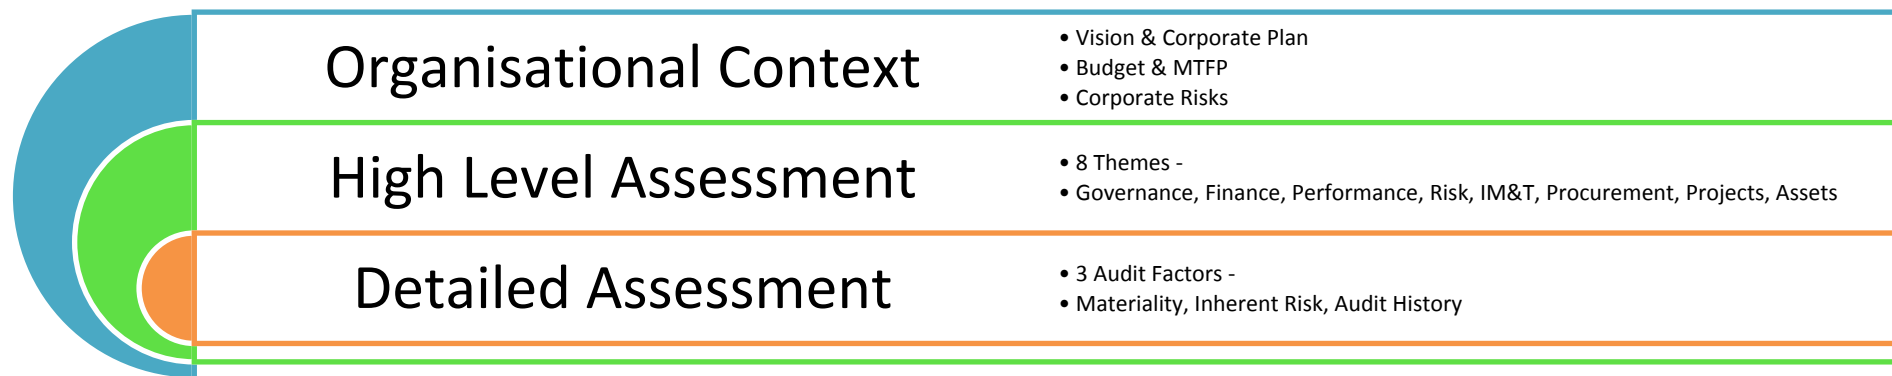 Organisational Context
• Vision & Corporate Plan
• Budget & MTFP
• Corporate Risks
High Level Assessment
• 8 Themes -
• Governance, Finance, Performance, Risk, IM&T, Procurement, Projects, Assets
Detailed Assessment
• 3 Audit Factors -
• Materiality, Inherent Risk, Audit History